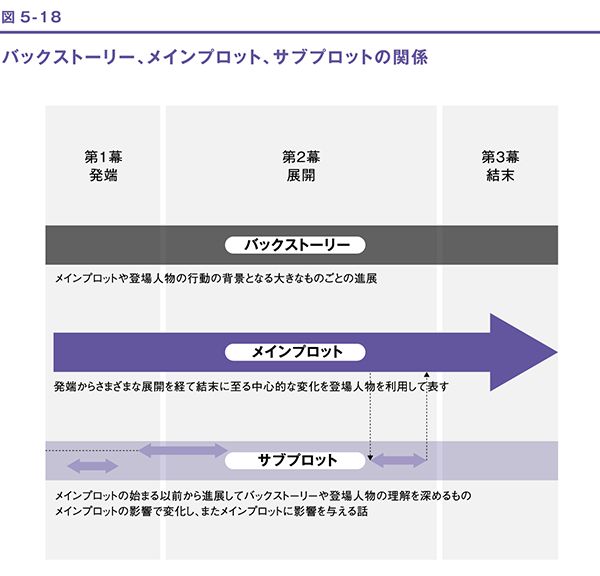 図 5-18
バックストーリー、メインプロット、サブプロットの関係
第1幕
発端
第2幕
展開
第3幕
結末
バックストーリー
メインプロットや登場人物の行動の背景となる大きなものごとの進展
メインプロット
発端からさまざまな展開を経て結末に至る中心的な変化を登場人物を利用して表す
サブプロット
メインプロットの始まる以前から進展してバックストーリーや登場人物の理解を深めるもの
メインプロットの影響で変化し、またメインプロットに影響を与える話